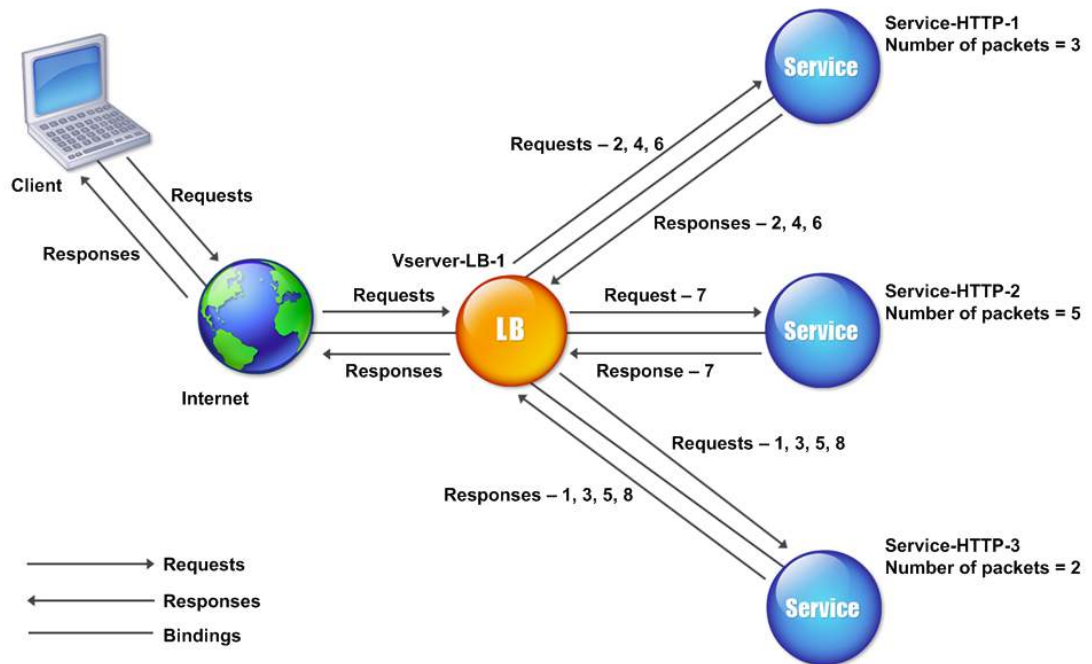 Service-HTTP-1
Number of packets = 3
Service
Requests – 2, 4, 6
Client
Requests
Responses
Responses – 2, 4, 6
Vserver-LB-1
Service-HTTP-2
Number of packets = 5
Requests
Request – 7
LB
Service
Responses
Response – 7
Internet
Requests – 1, 3, 5, 8
Responses – 1, 3, 5, 8
Service-HTTP-3
Number of packets = 2
Service
Requests
Responses
Bindings